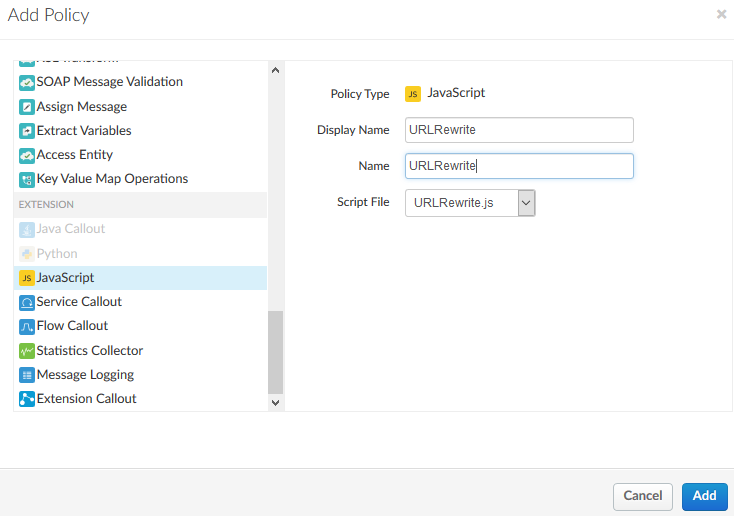 Add Policy
×
SOAP Message Validation
Assign Message
Extract Variables
Access Entity
Key Value Map Operations
EXTENSION
Java Callout
Python
JS JavaScript
Service Callout
Flow Callout
Statistics Collector
Message Logging
Extension Callout
Policy Type JS JavaScript
Display Name URLRewrite
Name URLRewrite
Script File URLRewrite.js
Cancel Add